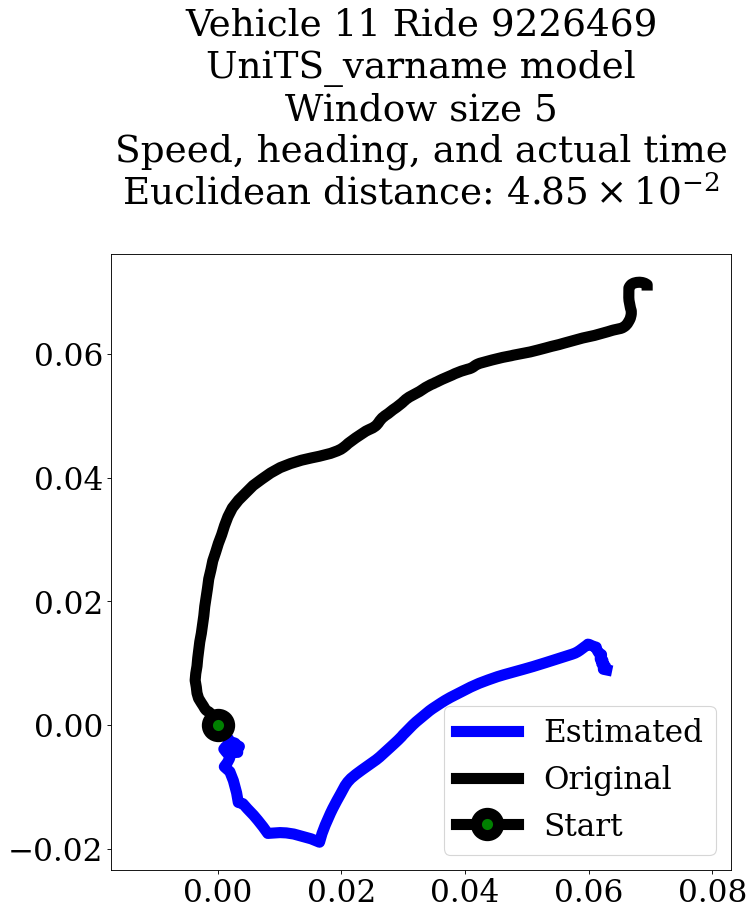 Vehicle 11 Ride 9226469
UniTS_varname model
Window size 5
Speed, heading, and actual time
Euclidean distance: 4.85 × 10⁻²
0.06
0.04
0.02
0.00
−0.02
0.00 0.02 0.04 0.06 0.08
Estimated
Original
Start